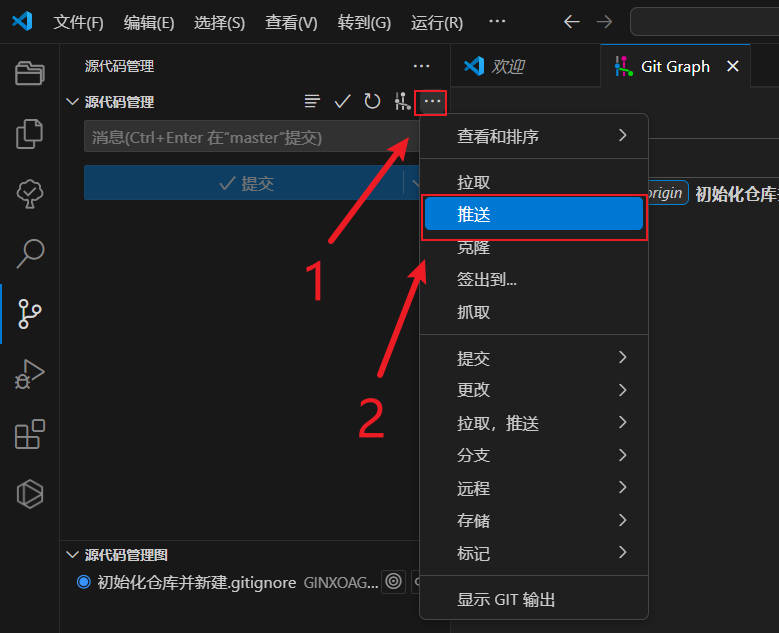 文件(F) 编辑(E) 选择(S) 查看(V) 转到(G) 运行(R) ···
源代码管理 ···
欢迎
Git Graph
源代码管理 ···
消息(Ctrl+Enter 在"master"提交)
提交
1
2
查看和排序
拉取
推送
克隆
签出到...
抓取
提交
更改
拉取，推送
分支
远程
存储
标记
显示 GIT 输出
origin 初始化仓库
源代码管理图
初始化仓库并新建.gitignore GINXOAG...